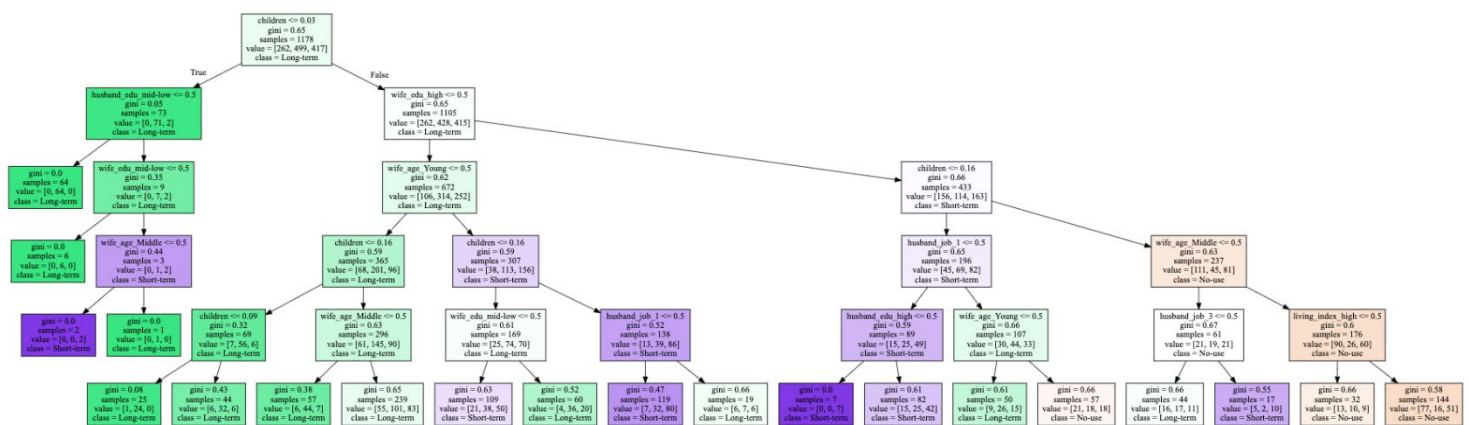 children <= 0.03
gini = 0.65
samples = 1178
value = [262, 499, 417]
class = Long-term
True
False
husband_edu_mid-low <= 0.5
gini = 0.05
samples = 73
value = [0, 71, 2]
class = Long-term
wife_edu_high <= 0.5
gini = 0.65
samples = 1105
value = [262, 428, 415]
class = Long-term
gini = 0.0
samples = 64
value = [0, 64, 0]
class = Long-term
wife_edu_mid-low <= 0.5
gini = 0.35
samples = 9
value = [0, 7, 2]
class = Long-term
wife_age_Young <= 0.5
gini = 0.62
samples = 672
value = [106, 314, 252]
class = Long-term
children <= 0.16
gini = 0.66
samples = 433
value = [156, 114, 163]
class = Short-term
gini = 0.0
samples = 6
value = [0, 6, 0]
class = Long-term
wife_age_Middle <= 0.5
gini = 0.44
samples = 3
value = [0, 1, 2]
class = Short-term
children <= 0.16
gini = 0.59
samples = 365
value = [68, 201, 96]
class = Long-term
children <= 0.16
gini = 0.59
samples = 307
value = [38, 113, 156]
class = Short-term
husband_job_1 <= 0.5
gini = 0.65
samples = 196
value = [45, 69, 82]
class = Short-term
wife_age_Middle <= 0.5
gini = 0.63
samples = 237
value = [111, 45, 81]
class = No-use
gini = 0.0
samples = 2
value = [0, 0, 2]
class = Short-term
gini = 0.0
samples = 1
value = [0, 1, 0]
class = Long-term
children <= 0.09
gini = 0.32
samples = 69
value = [7, 56, 6]
class = Long-term
wife_age_Middle <= 0.5
gini = 0.63
samples = 296
value = [61, 145, 90]
class = Long-term
wife_edu_mid-low <= 0.5
gini = 0.61
samples = 169
value = [25, 74, 70]
class = Long-term
husband_job_1 <= 0.5
gini = 0.52
samples = 138
value = [13, 39, 86]
class = Short-term
husband_edu_high <= 0.5
gini = 0.59
samples = 89
value = [15, 25, 49]
class = Short-term
wife_age_Young <= 0.5
gini = 0.66
samples = 107
value = [30, 44, 33]
class = Long-term
husband_job_3 <= 0.5
gini = 0.67
samples = 61
value = [21, 19, 21]
class = No-use
living_index_high <= 0.5
gini = 0.6
samples = 176
value = [90, 26, 60]
class = No-use
gini = 0.08
samples = 25
value = [1, 24, 0]
class = Long-term
gini = 0.43
samples = 44
value = [6, 32, 6]
class = Long-term
gini = 0.38
samples = 57
value = [6, 44, 7]
class = Long-term
gini = 0.65
samples = 239
value = [55, 101, 83]
class = Long-term
gini = 0.63
samples = 109
value = [21, 38, 50]
class = Short-term
gini = 0.52
samples = 60
value = [4, 36, 20]
class = Long-term
gini = 0.47
samples = 119
value = [7, 32, 80]
class = Short-term
gini = 0.66
samples = 19
value = [6, 7, 6]
class = Long-term
gini = 0.0
samples = 7
value = [0, 0, 7]
class = Short-term
gini = 0.61
samples = 82
value = [15, 25, 42]
class = Short-term
gini = 0.61
samples = 50
value = [9, 26, 15]
class = Long-term
gini = 0.66
samples = 57
value = [21, 18, 18]
class = No-use
gini = 0.66
samples = 44
value = [16, 17, 11]
class = Long-term
gini = 0.55
samples = 17
value = [5, 2, 10]
class = Short-term
gini = 0.66
samples = 32
value = [13, 10, 9]
class = No-use
gini = 0.58
samples = 144
value = [77, 16, 51]
class = No-use